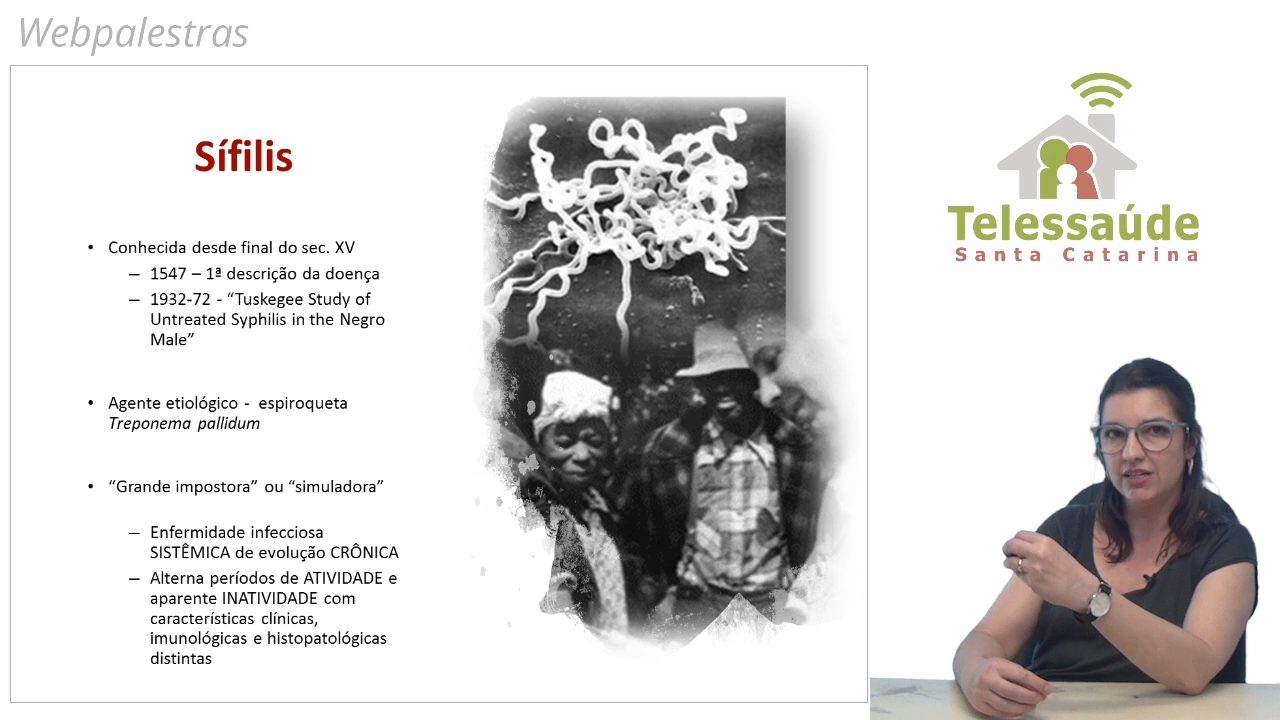 Webpalestras
Sífilis
• Conhecida desde final do sec. XV
– 1547 – 1ª descrição da doença
– 1932-72 - “Tuskegee Study of
Untreated Syphilis in the Negro
Male”
• Agente etiológico - espiroqueta
Treponema pallidum
• “Grande impostora” ou “simuladora”
– Enfermidade infecciosa
SISTÊMICA de evolução CRÔNICA
– Alterna períodos de ATIVIDADE e
aparente INATIVIDADE com
características clínicas,
imunológicas e histopatológicas
distintas
Telessaúde
Santa Catarina